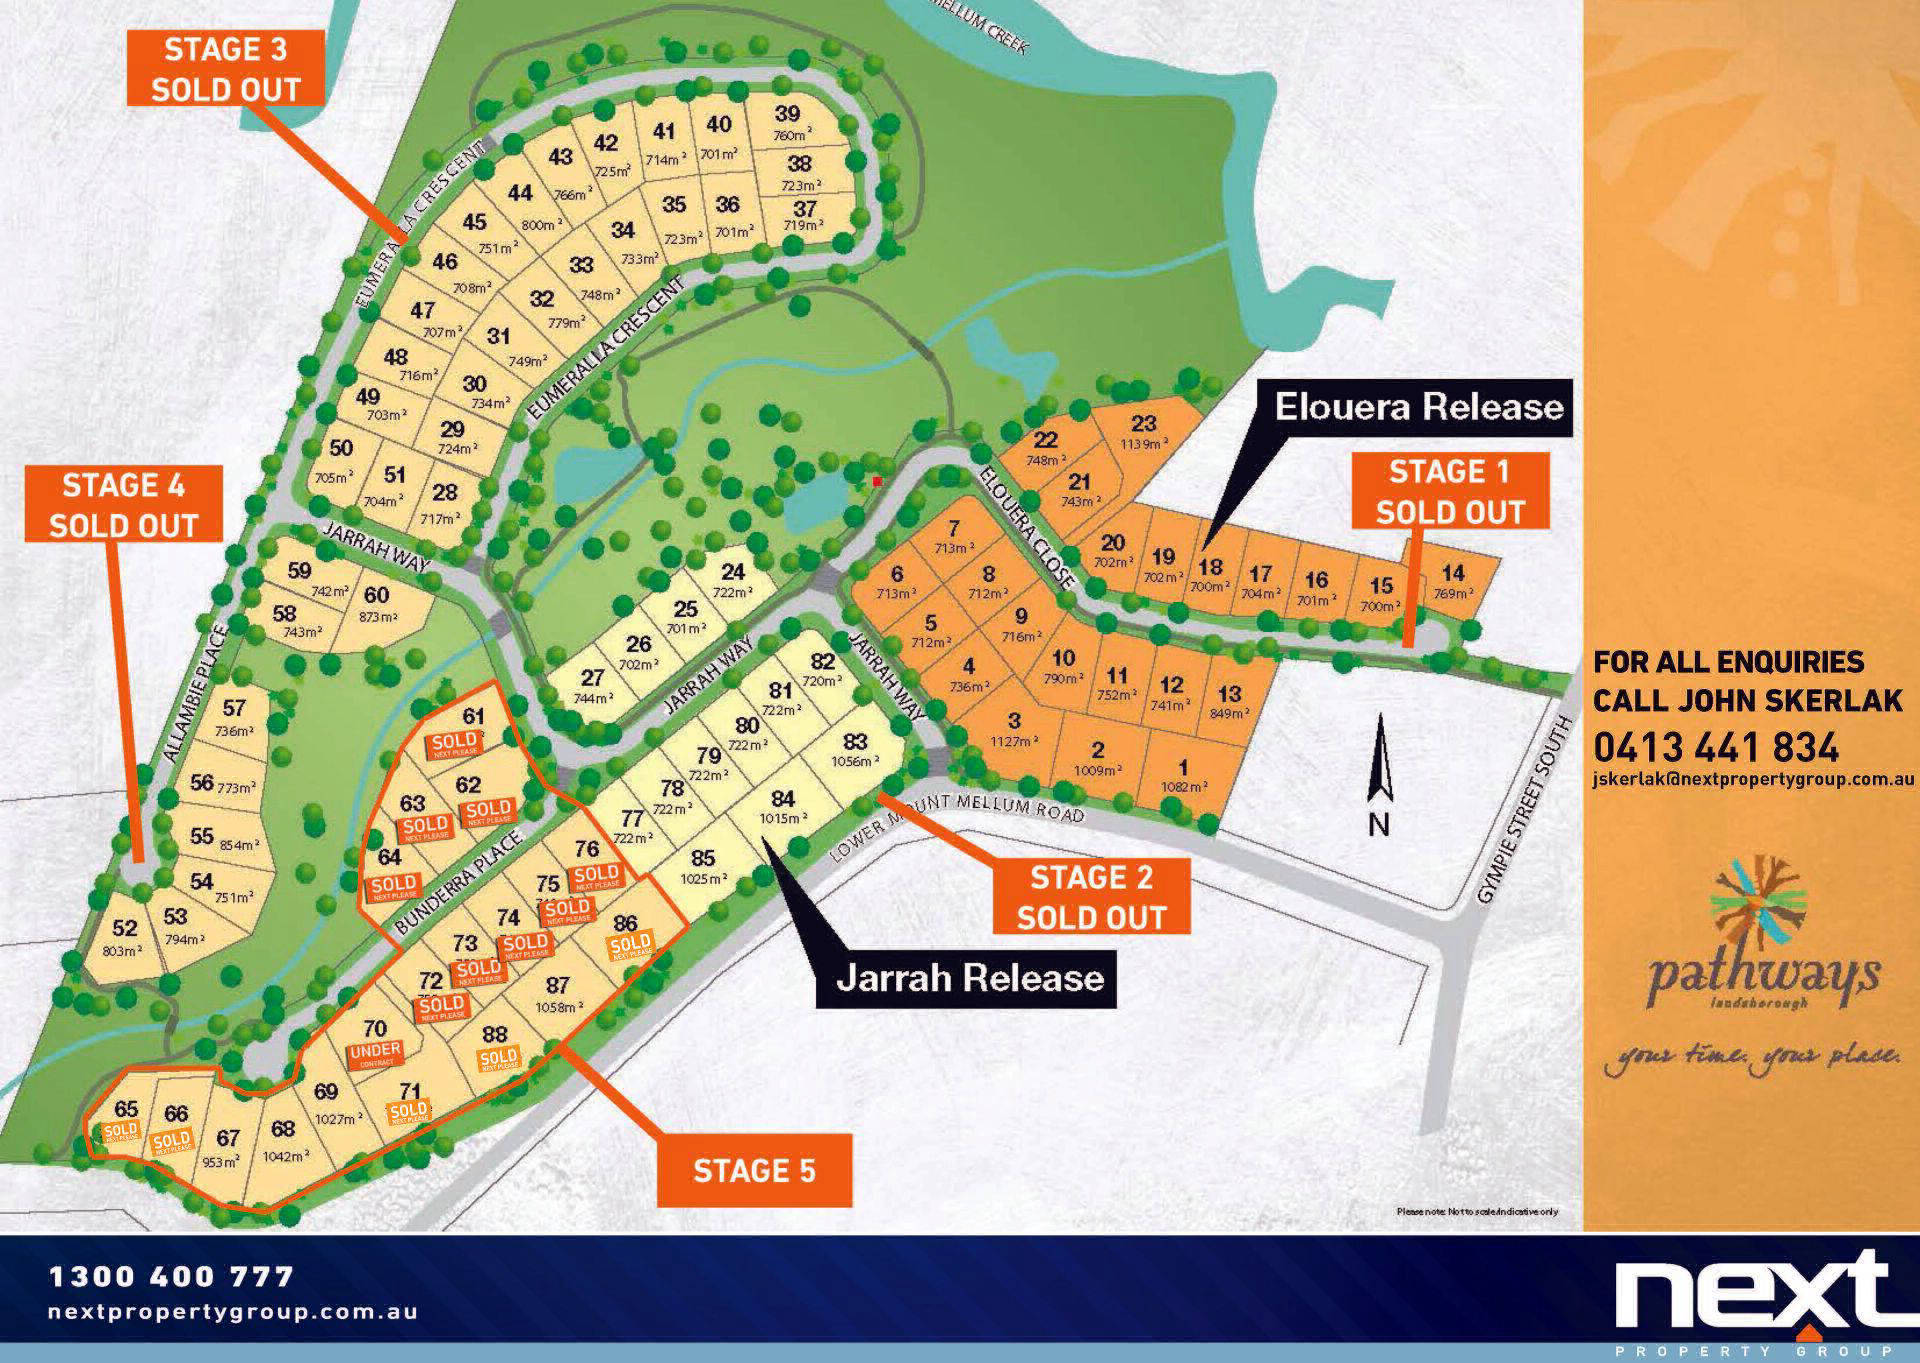 MELLUM CREEK
STAGE 3
SOLD OUT
EUMERALLA CRESCENT
39
760m²
38
723m²
37
719m²
40
701m²
41
714m²
42
725m²
43
766m²
44
800m²
45
751m²
46
708m²
47
707m²
48
716m²
49
703m²
50
705m²
51
704m²
28
717m²
29
724m²
30
734m²
31
749m²
32
779m²
33
748m²
34
733m²
35
723m²
36
701m²
EUMERALLA CRESCENT
STAGE 4
SOLD OUT
JARRAH WAY
ALLAMBIE PLACE
59
742m²
60
873m²
58
743m²
57
736m²
56 773m²
55 854m²
54
751m²
53
794m²
52
803m²
Elouera Release
STAGE 1
SOLD OUT
ELOUERA CLOSE
23
1139m²
22
748m²
21
743m²
20
702m²
19
702m²
18
700m²
17
704m²
16
701m²
15
700m²
14
769m²
7
713m²
6
713m²
8
712m²
5
712m²
9
716m²
4
736m²
10
790m²
11
752m²
12
741m²
13
849m²
3
1127m²
2
1009m²
1
1082m²
JARRAH WAY
24
722m²
25
701m²
26
702m²
27
744m²
JARRAH WAY
82
720m²
81
722m²
80
722m²
79
722m²
78
722m²
77
722m²
83
1056m²
84
1015m²
85
1025m²
LOWER MOUNT MELLUM ROAD
GYMPIE STREET SOUTH
N
STAGE 2
SOLD OUT
Jarrah Release
61
SOLD
NEXT PLEASE
62
SOLD
NEXT PLEASE
63
SOLD
NEXT PLEASE
64
SOLD
NEXT PLEASE
BUNDERRA PLACE
76
SOLD
NEXT PLEASE
75
SOLD
NEXT PLEASE
74
SOLD
NEXT PLEASE
73
SOLD
NEXT PLEASE
72
SOLD
NEXT PLEASE
86
SOLD
NEXT PLEASE
87
1058m²
88
SOLD
NEXT PLEASE
70
UNDER
CONTRACT
71
SOLD
NEXT PLEASE
69
1027m²
68
1042m²
67
953m²
66
SOLD
NEXT PLEASE
65
SOLD
NEXT PLEASE
STAGE 5
Please note: Not to scale/indicative only
FOR ALL ENQUIRIES
CALL JOHN SKERLAK
0413 441 834
jskerlak@nextpropertygroup.com.au
pathways
landsborough
your time. your place.
1300 400 777
nextpropertygroup.com.au
next
PROPERTY GROUP